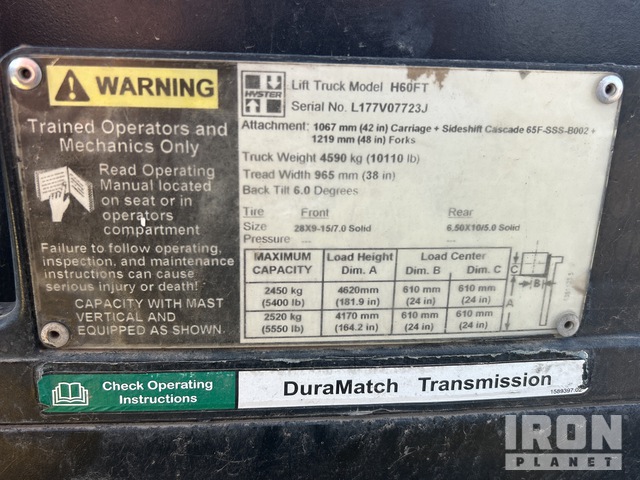 WARNING
Trained Operators and
Mechanics Only
Read Operating
Manual located
on seat or in
operators
compartment
Failure to follow operating,
inspection, and maintenance
instructions can cause
serious injury or death!
CAPACITY WITH MAST
VERTICAL AND
EQUIPPED AS SHOWN.
HYSTER
Lift Truck Model H60FT
Serial No. L177V07723J
Attachment: 1067 mm (42 in) Carriage + Sideshift Cascade 65F-SSS-B002 +
1219 mm (48 in) Forks
Truck Weight 4590 kg (10110 lb)
Tread Width 965 mm (38 in)
Back Tilt 6.0 Degrees
Tire Front Rear
Size 28X9-15/7.0 Solid 6.50X10/5.0 Solid
Pressure ---- ----
MAXIMUM CAPACITY Load Height Dim. A Load Center Dim. B Dim. C
2450 kg 4620mm 610 mm 610 mm
(5400 lb) (181.9 in) (24 in) (24 in)
2520 kg 4170 mm 610 mm 610 mm
(5550 lb) (164.2 in) (24 in) (24 in)
C
B
A
Check Operating
Instructions
DuraMatch Transmission
IRON
PLANET